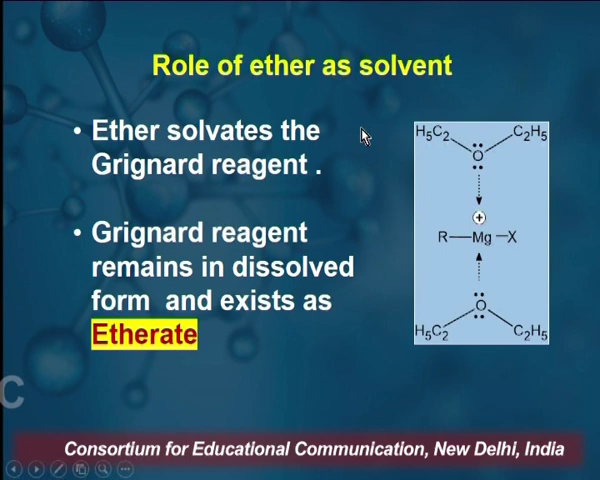 Role of ether as solvent
• Ether solvates the
Grignard reagent .
• Grignard reagent
remains in dissolved
form and exists as
Etherate
H5C2 C2H5
O
+
R—Mg—X
O
H5C2 C2H5
C
Consortium for Educational Communication, New Delhi, India